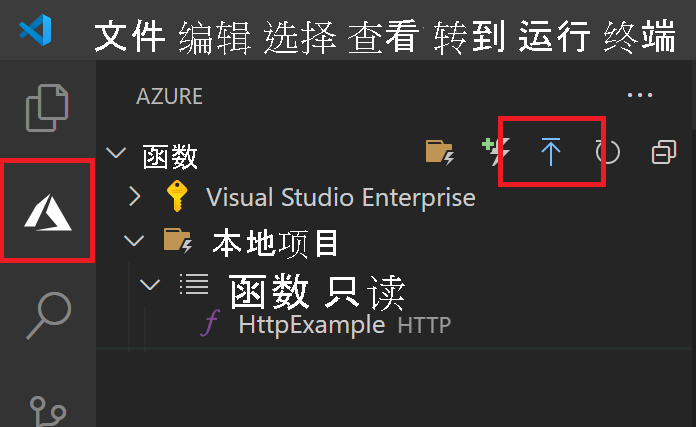 文件 编辑 选择 查看 转到 运行 终端
AZURE
函数
Visual Studio Enterprise
本地项目
函数 只读
HttpExample HTTP